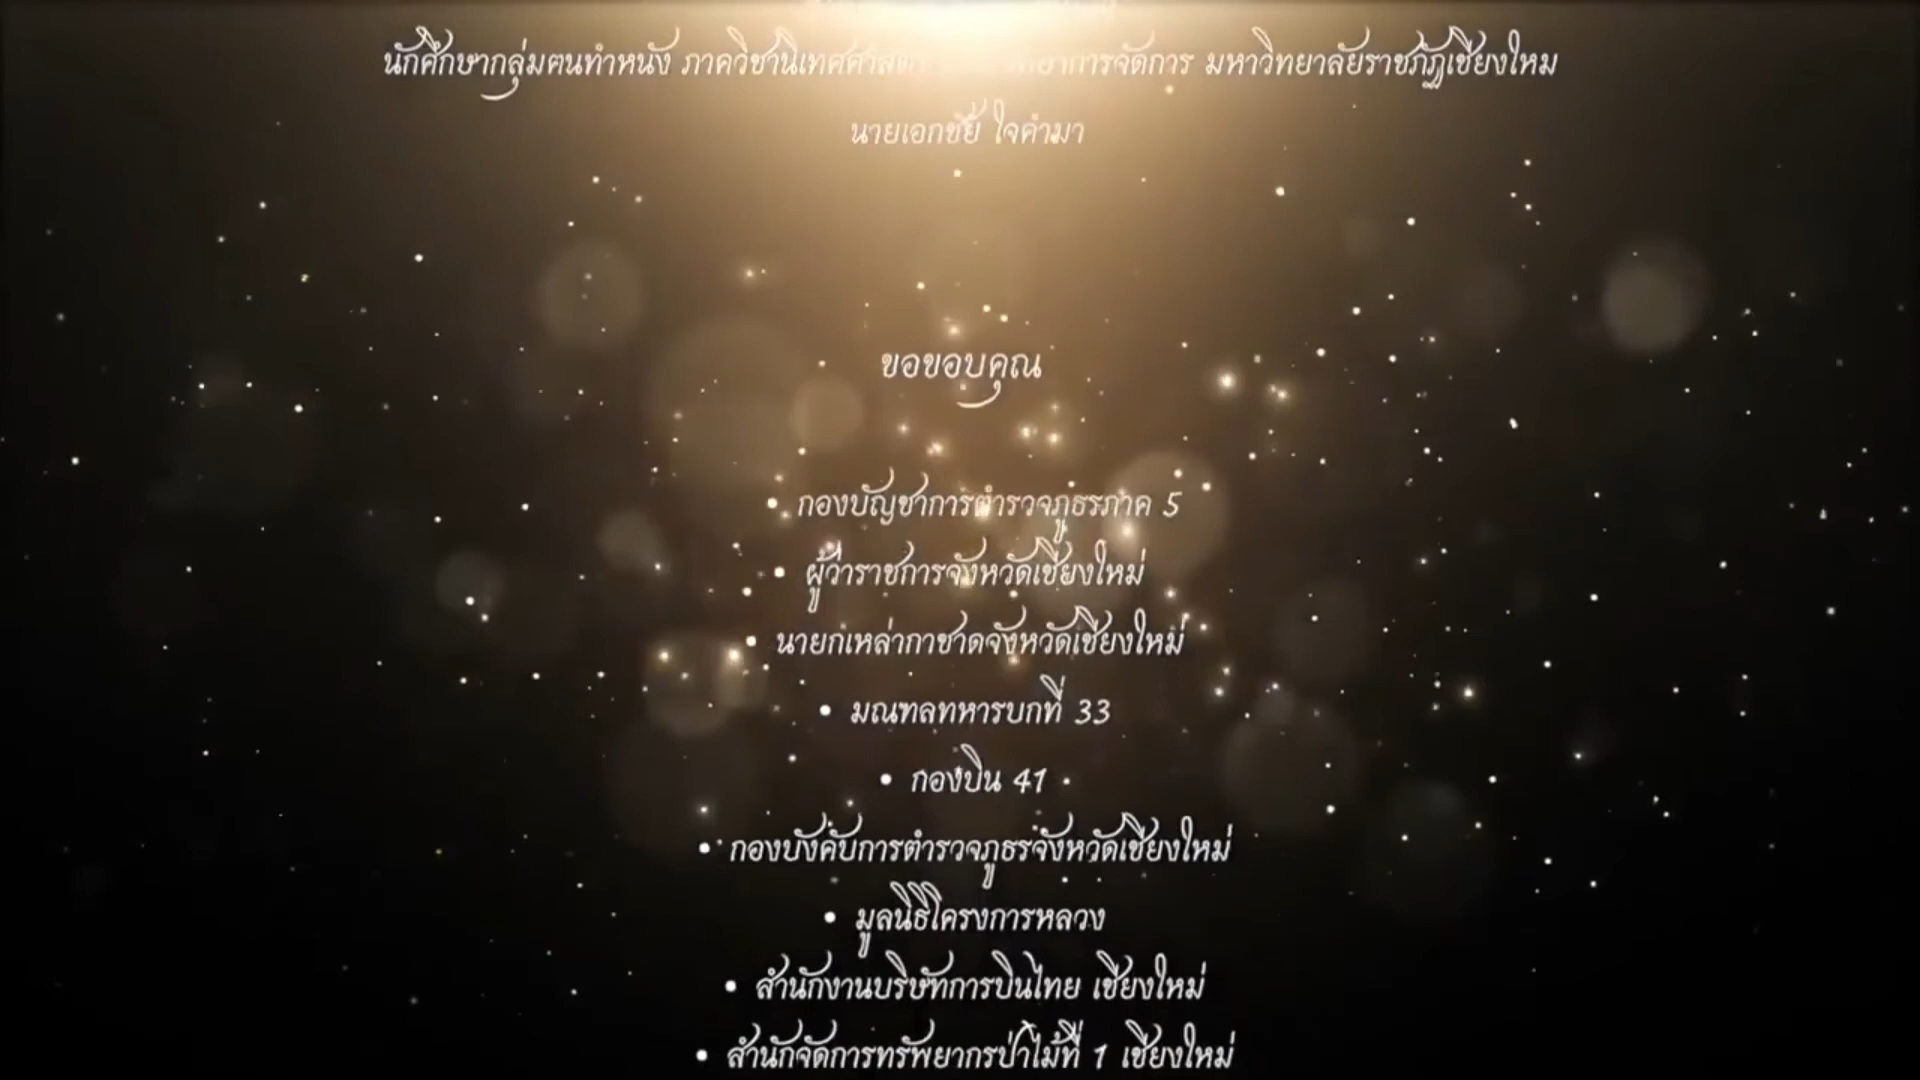 นักศึกษากลุ่มฅนทำหนัง ภาควิชานิเทศศาสตร์ การจัดการ มหาวิทยาลัยราชภัฏเชียงใหม
นายเอกชัย ใจคำมา
ขอขอบคุณ
• กองบัญชาการตำรวจภูธรภาค 5
• ผู้ว่าราชการจังหวัดเชียงใหม่
• นายกเหล่ากาชาดจังหวัดเชียงใหม่
• มณฑลทหารบกที่ 33
• กองบิน 41
• กองบังคับการตำรวจภูธรจังหวัดเชียงใหม่
• มูลนิธิโครงการหลวง
• สำนักงานบริษัทการบินไทย เชียงใหม่
• สำนักจัดการทรัพยากรป่าไม้ที่ 1 เชียงใหม่